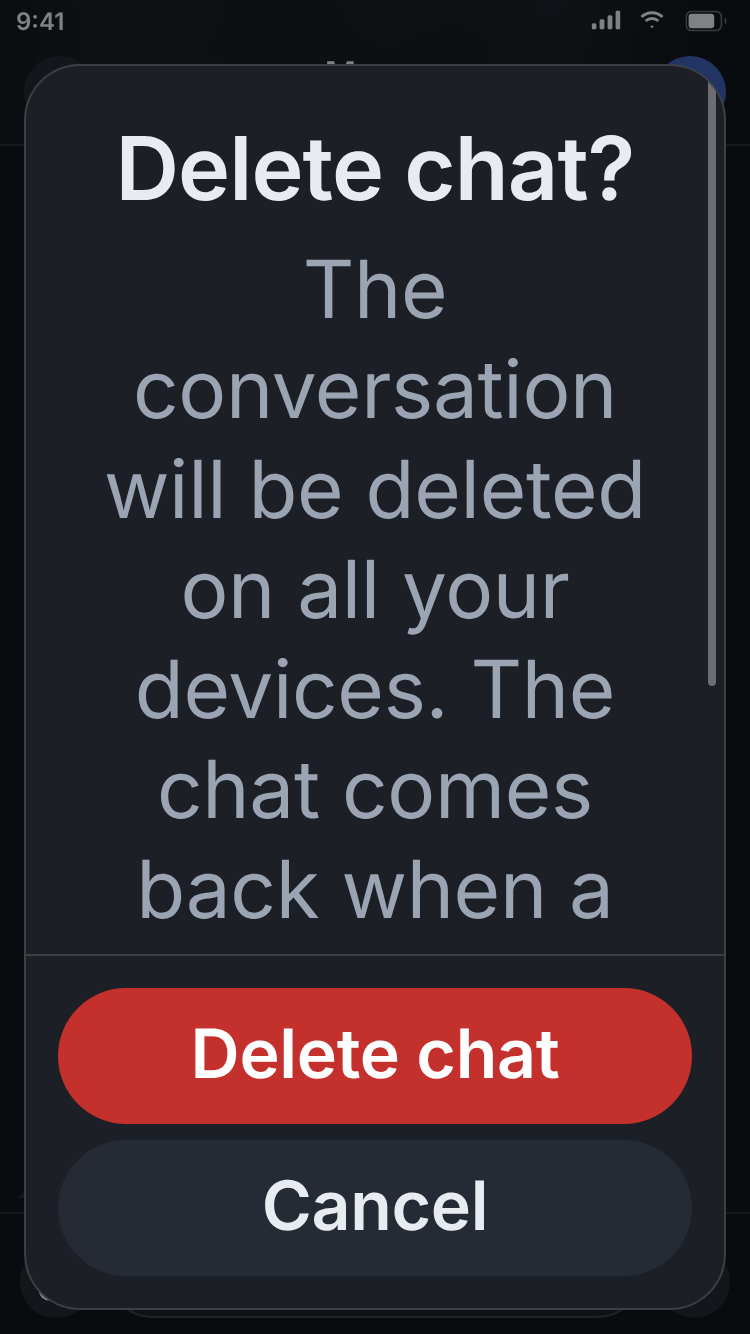 9:41
Delete chat?
The
conversation
will be deleted
on all your
devices. The
chat comes
back when a
Delete chat
Cancel